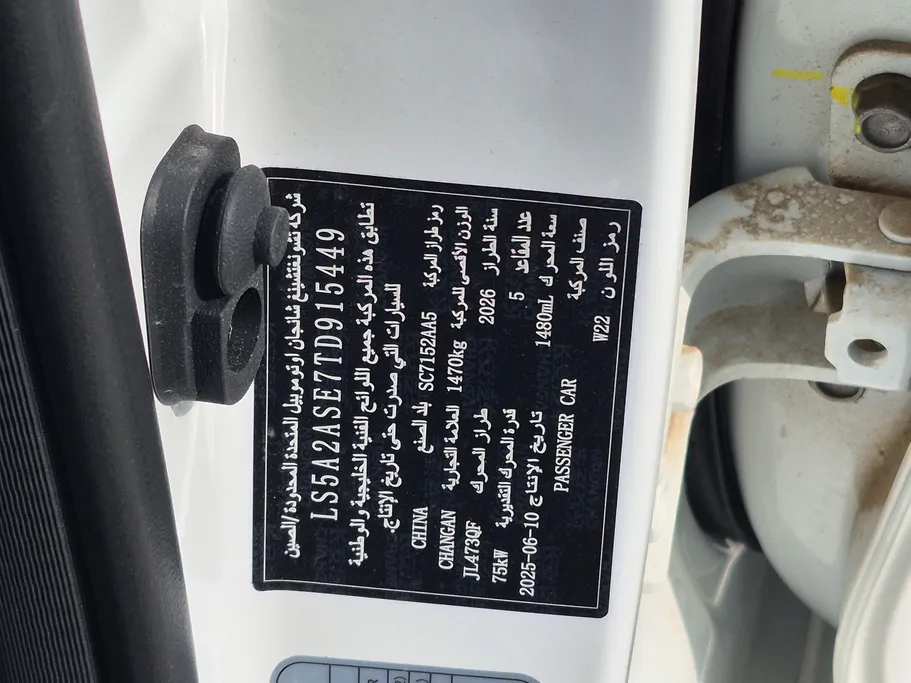 شركة تشونغتشينغ شانجان اوتوموبيل المتحدة المحدودة/الصين
LS5A2ASE7TD915449
تطابق هذه المركبة جميع اللوائح الفنية الخليجية والوطنية
للسيارات التي صدرت حتى تاريخ الإنتاج.
رمز طراز المركبة SC7152AA5 بلد الصنع CHINA
الوزن الأقصى للمركبة 1470kg العلامة التجارية CHANGAN
سنة الطراز 2026 طراز المحرك JL473QF
عدد المقاعد 5 قدرة المحرك التقديرية 75kW
سعة المحرك 1480mL تاريخ الإنتاج 2025-06-10
صنف المركبة PASSENGER CAR
رمز اللون W22